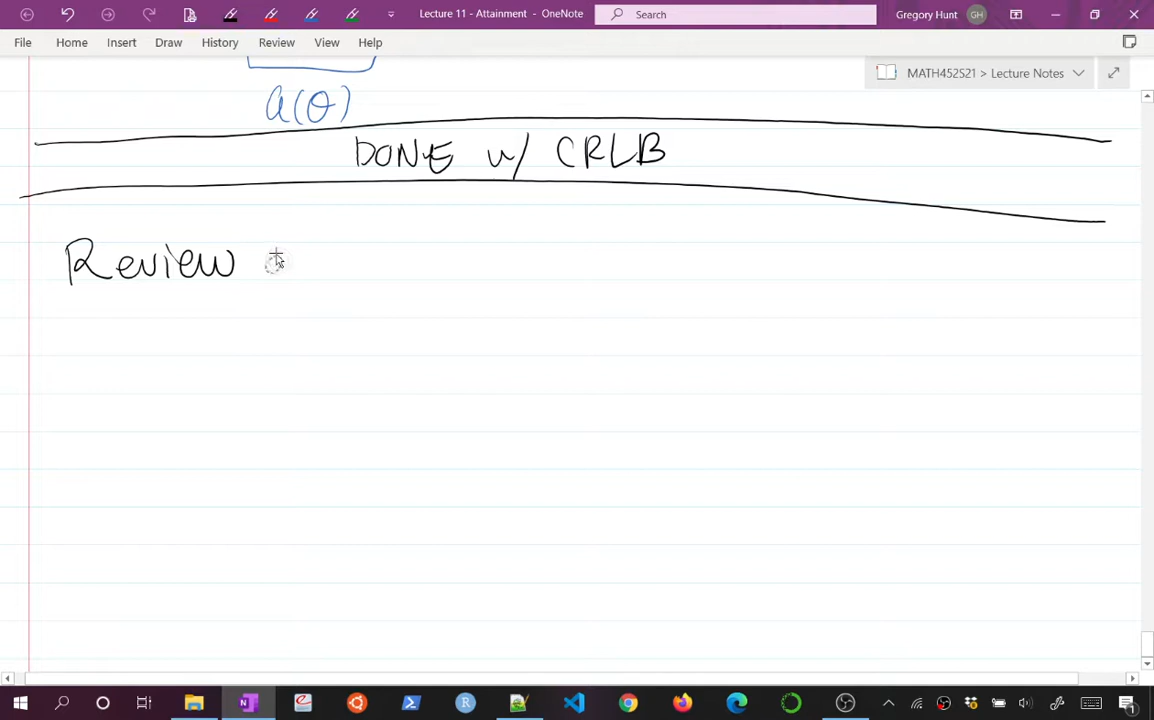 Lecture 11 - Attainment - OneNote
Search
Gregory Hunt
GH
File Home Insert Draw History Review View Help
MATH452S21 > Lecture Notes
a(θ)
DONE w/ CRLB
Review